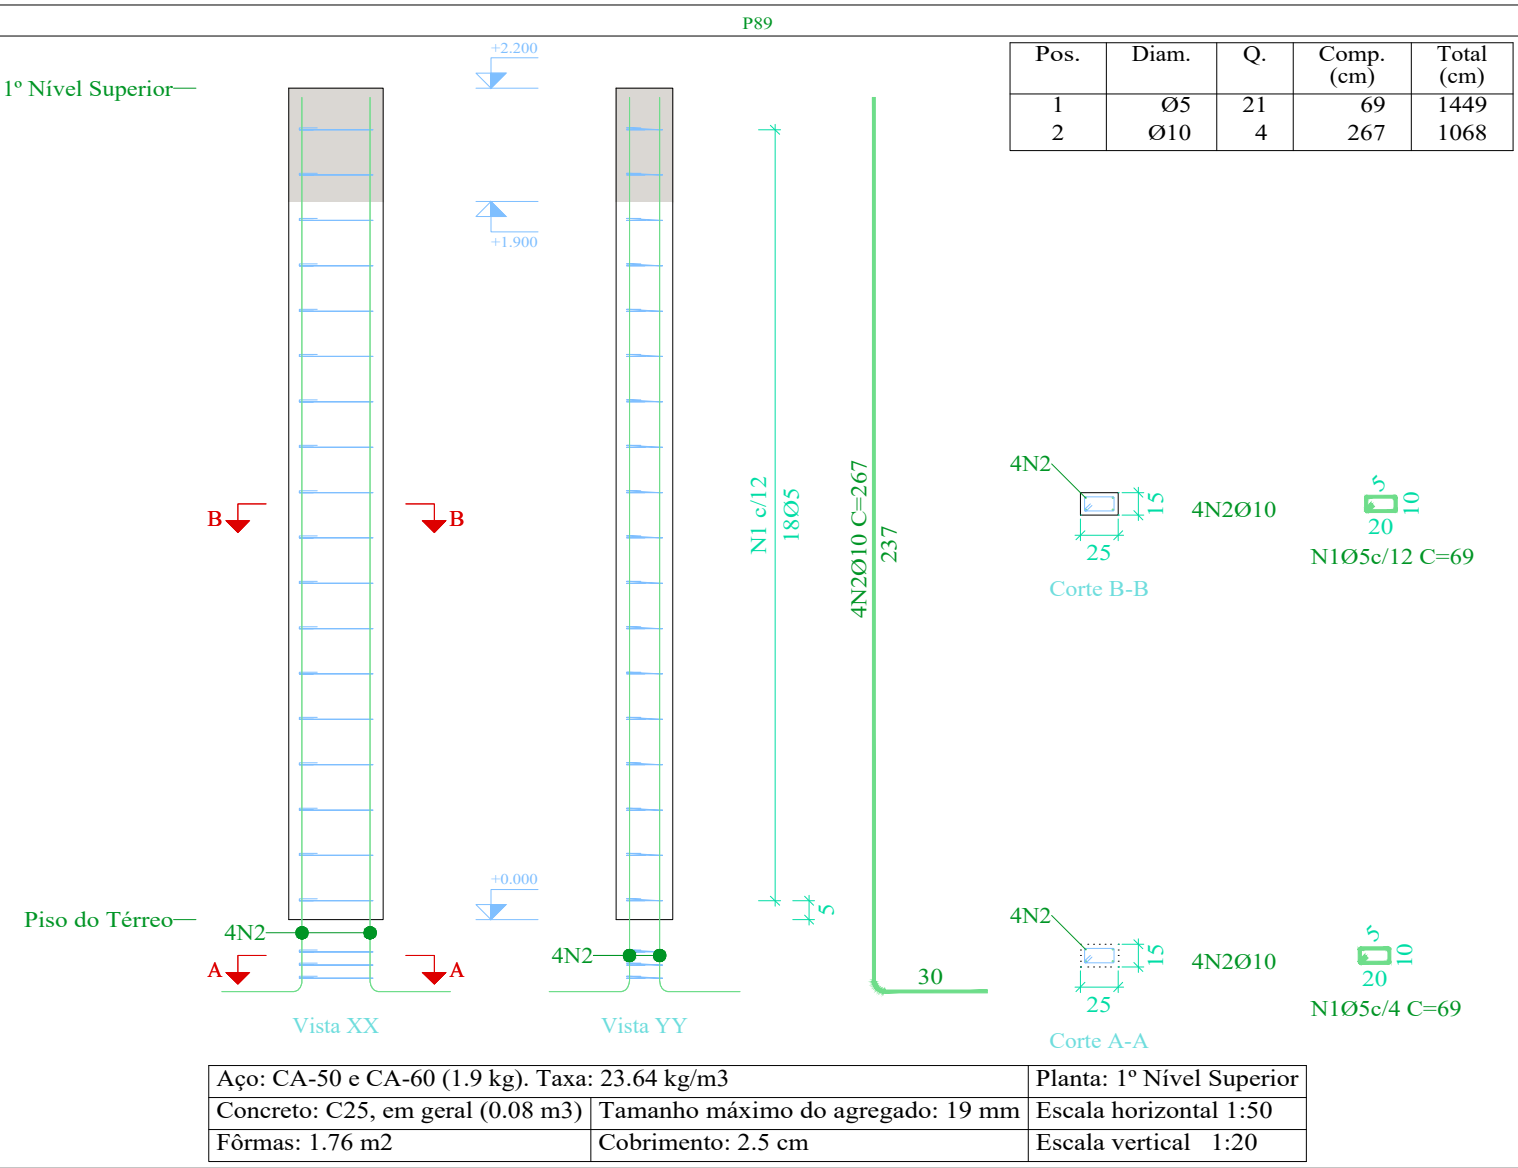 P89
+2.200
1º Nível Superior
+1.900
Pos. Diam. Q. Comp. (cm) Total (cm)
1 Ø5 21 69 1449
2 Ø10 4 267 1068
B B
N1 c/12
18Ø5
4N2Ø10 C=267
237
4N2
15
25
4N2Ø10
5
10
20
N1Ø5c/12 C=69
Corte B-B
+0.000
Piso do Térreo
5
4N2
4N2
A A
30
4N2
15
25
4N2Ø10
5
10
20
N1Ø5c/4 C=69
Vista XX
Vista YY
Corte A-A
Aço: CA-50 e CA-60 (1.9 kg). Taxa: 23.64 kg/m3 Planta: 1º Nível Superior
Concreto: C25, em geral (0.08 m3) Tamanho máximo do agregado: 19 mm Escala horizontal 1:50
Fôrmas: 1.76 m2 Cobrimento: 2.5 cm Escala vertical 1:20